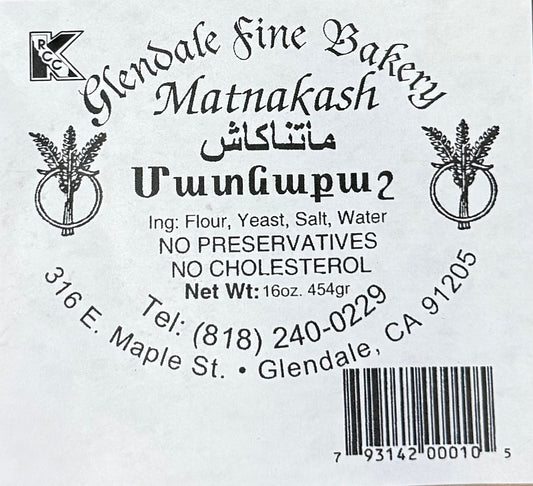 K
RCC
Glendale Fine Bakery
Matnakash
ماتناكاش
Մատնաքաշ
Ing: Flour, Yeast, Salt, Water
NO PRESERVATIVES
NO CHOLESTEROL
Net Wt: 16oz. 454gr
Tel: (818) 240-0229
316 E. Maple St. • Glendale, CA 91205
7 93142 00010 5